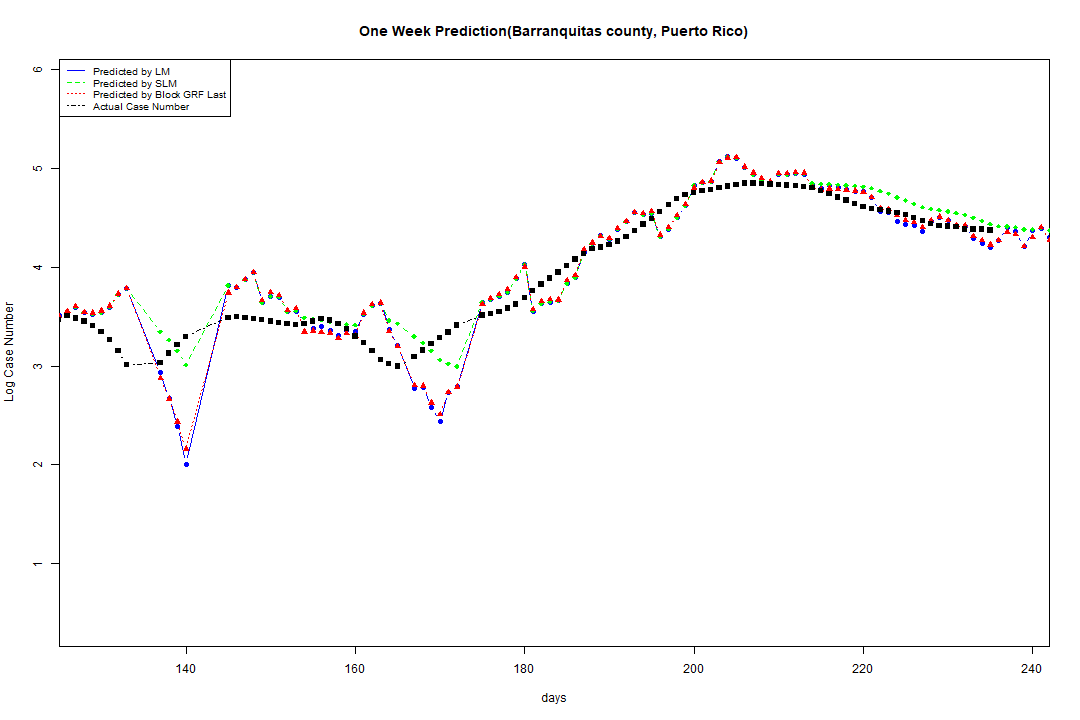 One Week Prediction(Barranquitas county, Puerto Rico)
6
Predicted by LM
Predicted by SLM
Predicted by Block GRF Last
Actual Case Number
5
4
3
2
1
Log Case Number
140 160 180 200 220 240
days